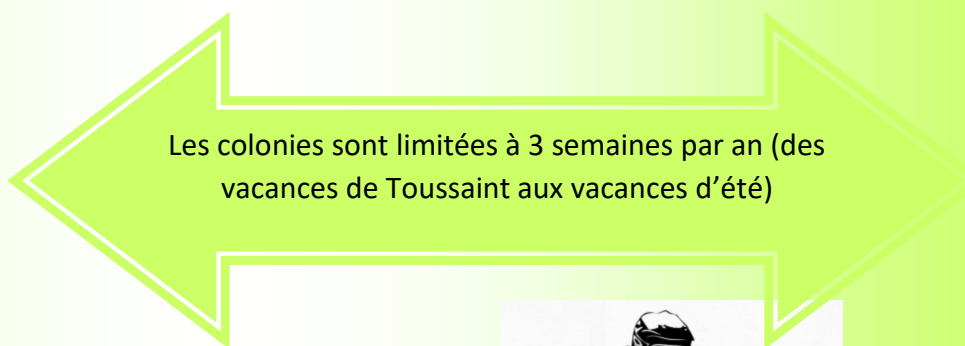 Les colonies sont limitées à 3 semaines par an (des
vacances de Toussaint aux vacances d’été)